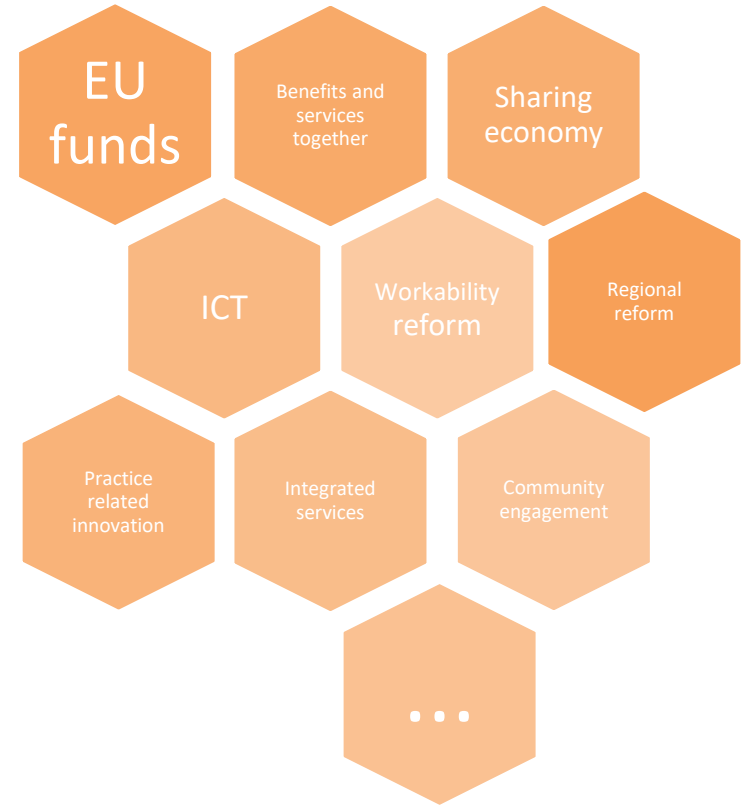 EU
funds
Benefits and
services
together
Sharing
economy
ICT
Workability
reform
Regional
reform
Practice
related
innovation
Integrated
services
Community
engagement
...